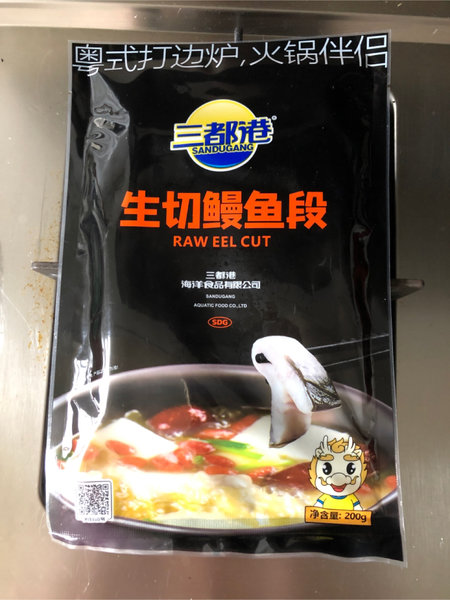 粤式打边炉,火锅伴侣
三都港
SANDUGANG
生切鳗鱼段
RAW EEL CUT
三都港
海洋食品有限公司
SANDUGANG
AQUATIC FOOD CO.,LTD
SDG
净含量: 200g